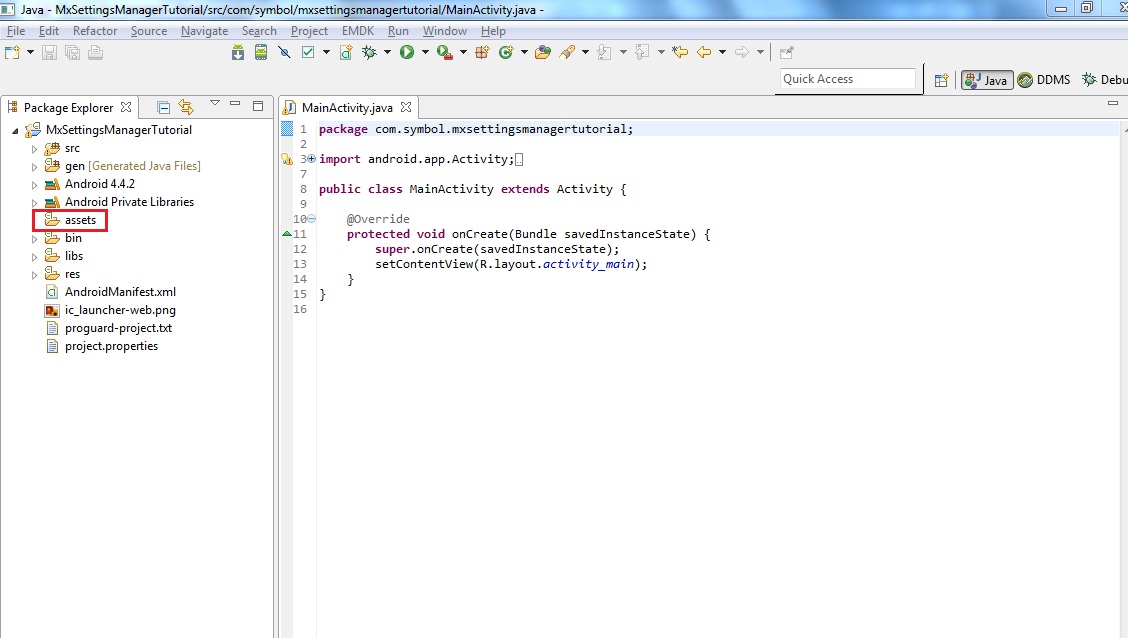 Java - MxSettingsManagerTutorial/src/com/symbol/mxsettingsmanagertutorial/MainActivity.java -
File Edit Refactor Source Navigate Search Project EMDK Run Window Help
Quick Access
Java DDMS Debu
Package Explorer
MxSettingsManagerTutorial
src
gen [Generated Java Files]
Android 4.4.2
Android Private Libraries
assets
bin
libs
res
AndroidManifest.xml
ic_launcher-web.png
proguard-project.txt
project.properties
MainActivity.java
1 package com.symbol.mxsettingsmanagertutorial;
2
3 import android.app.Activity;
7
8 public class MainActivity extends Activity {
9
10 @Override
11 protected void onCreate(Bundle savedInstanceState) {
12 super.onCreate(savedInstanceState);
13 setContentView(R.layout.activity_main);
14 }
15 }
16